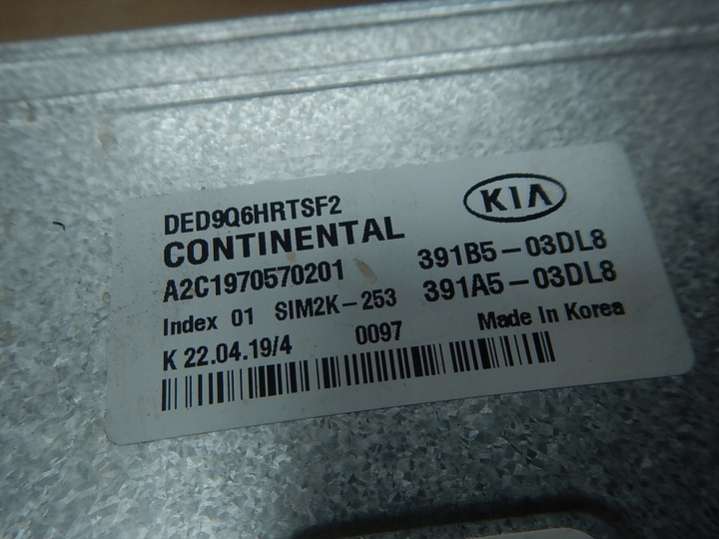 DED9Q6HRTSF2
KIA
CONTINENTAL
391B5-03DL8
A2C1970570201
391A5-03DL8
Index 01 SIM2K-253
K 22.04.19/4 0097 Made In Korea